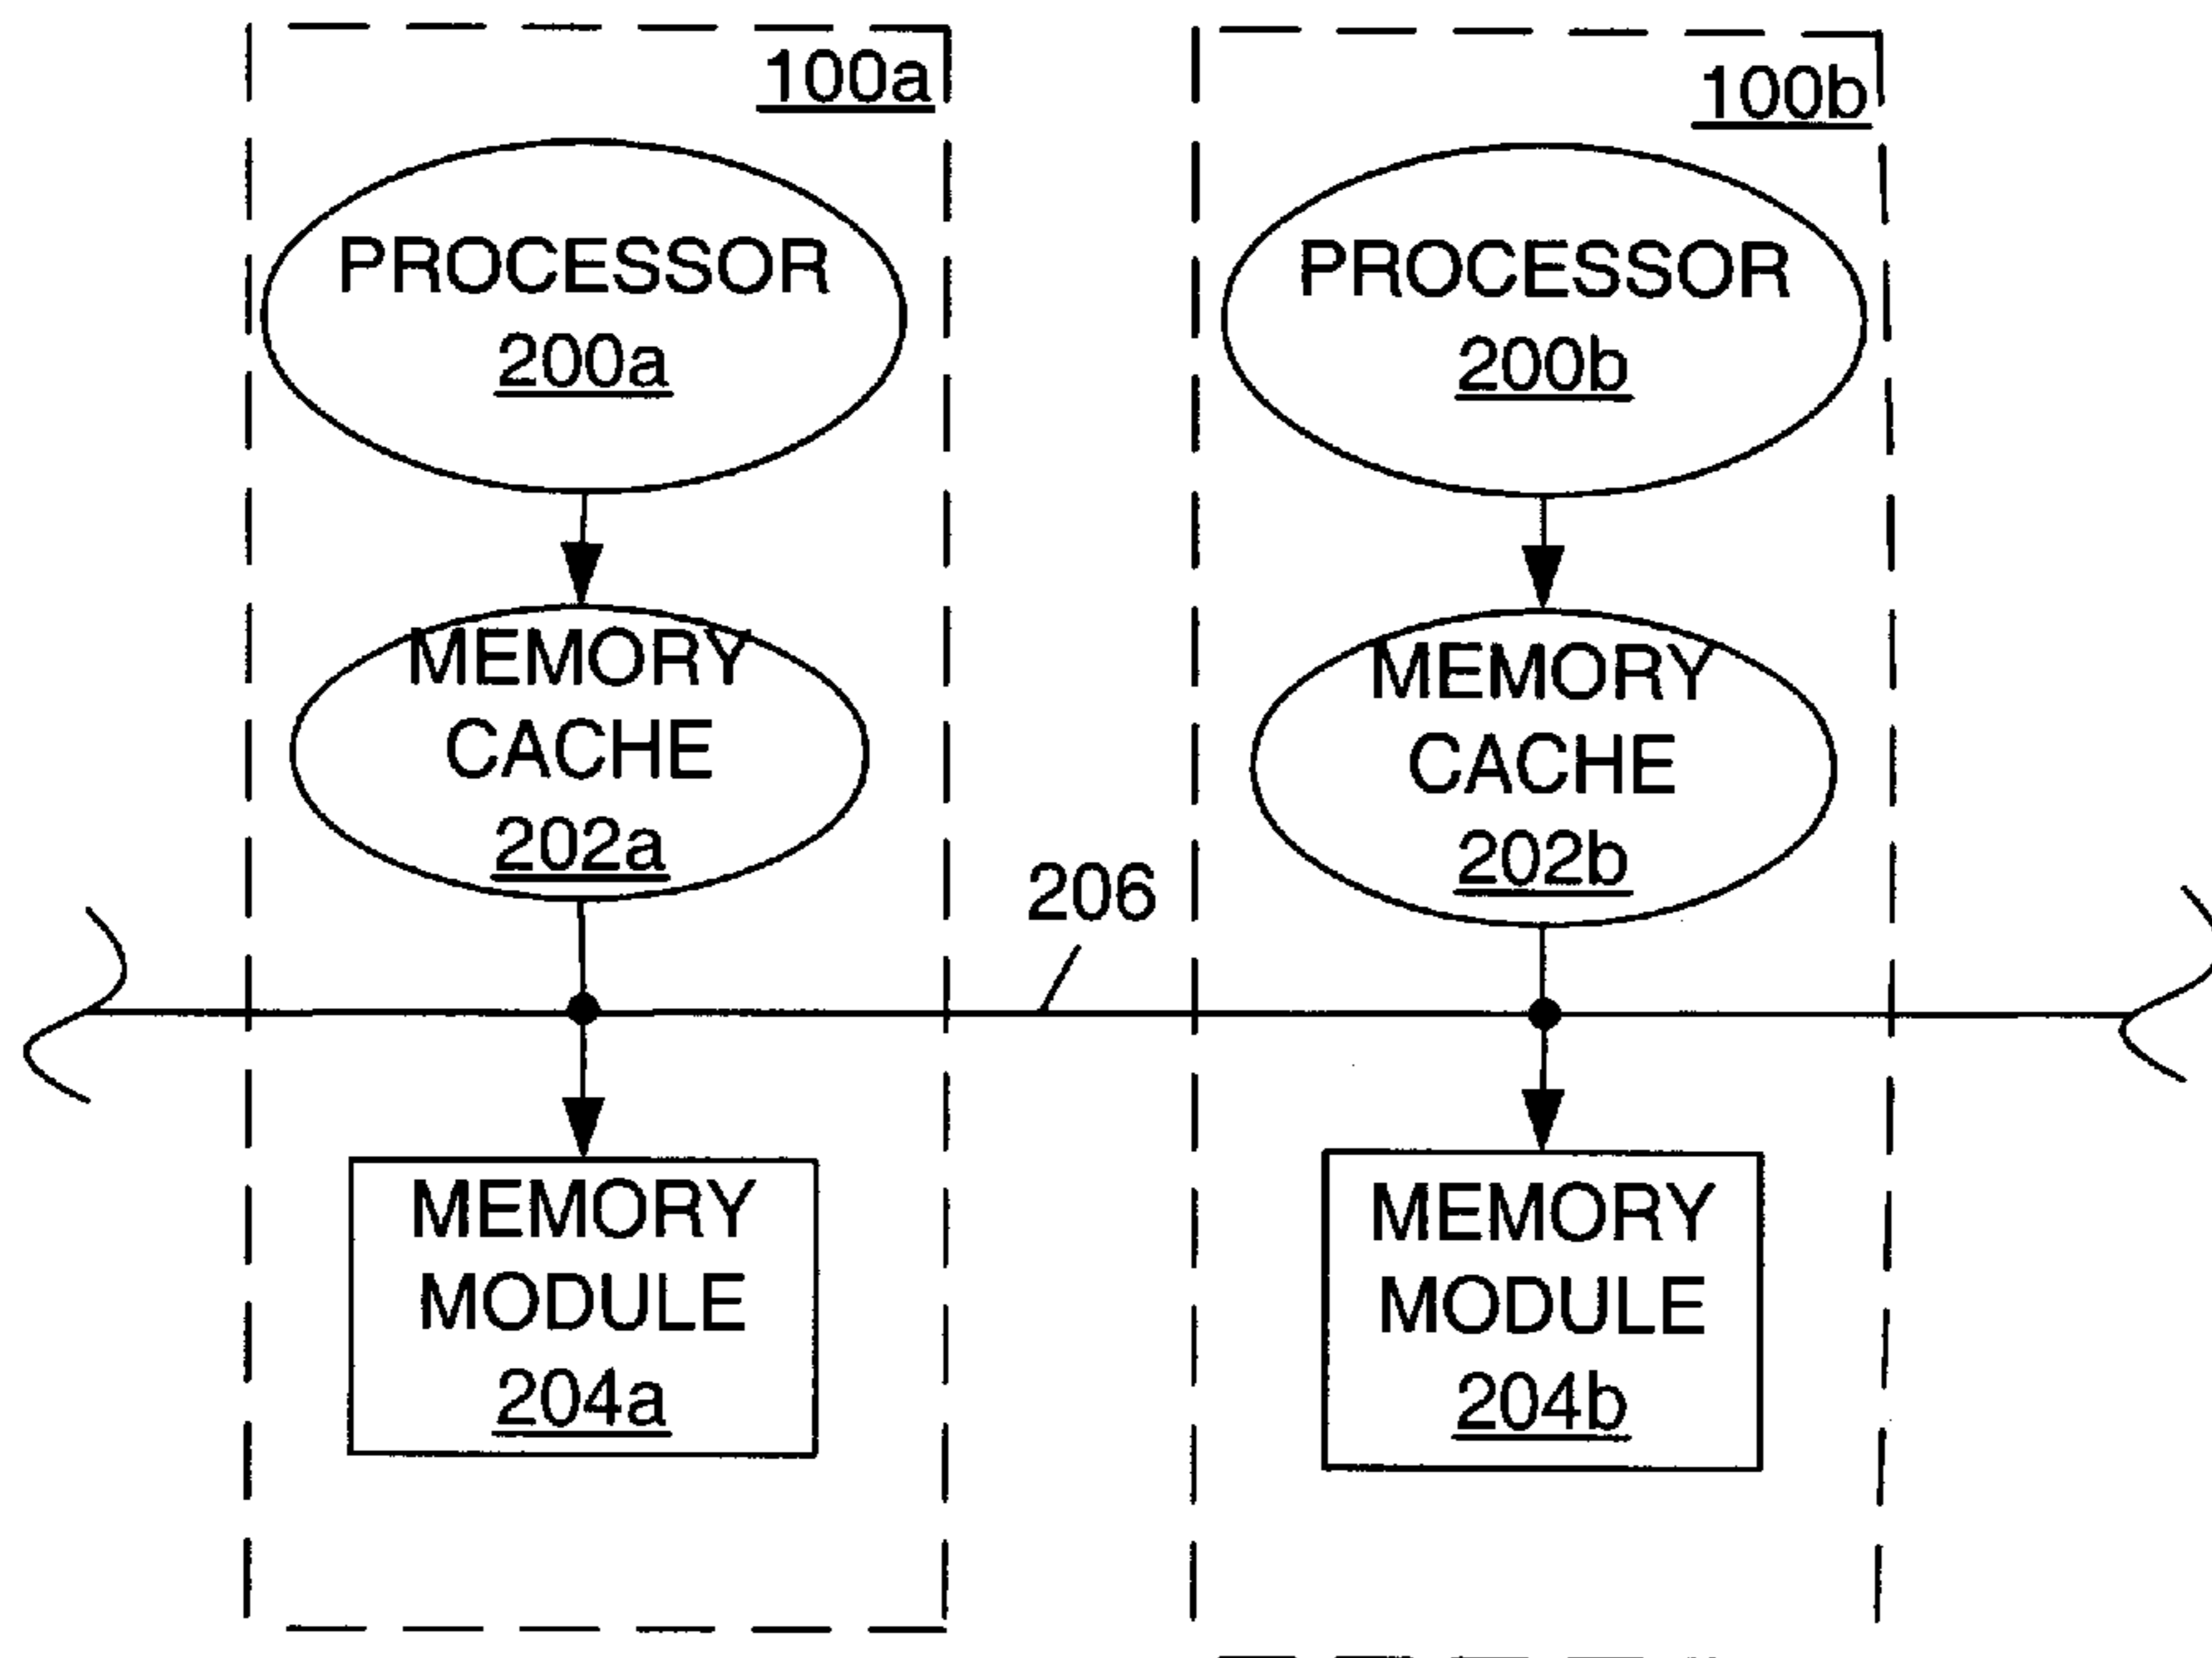 100a
PROCESSOR
200a
MEMORY
CACHE
202a
MEMORY
MODULE
204a
206
100b
PROCESSOR
200b
MEMORY
CACHE
202b
MEMORY
MODULE
204b